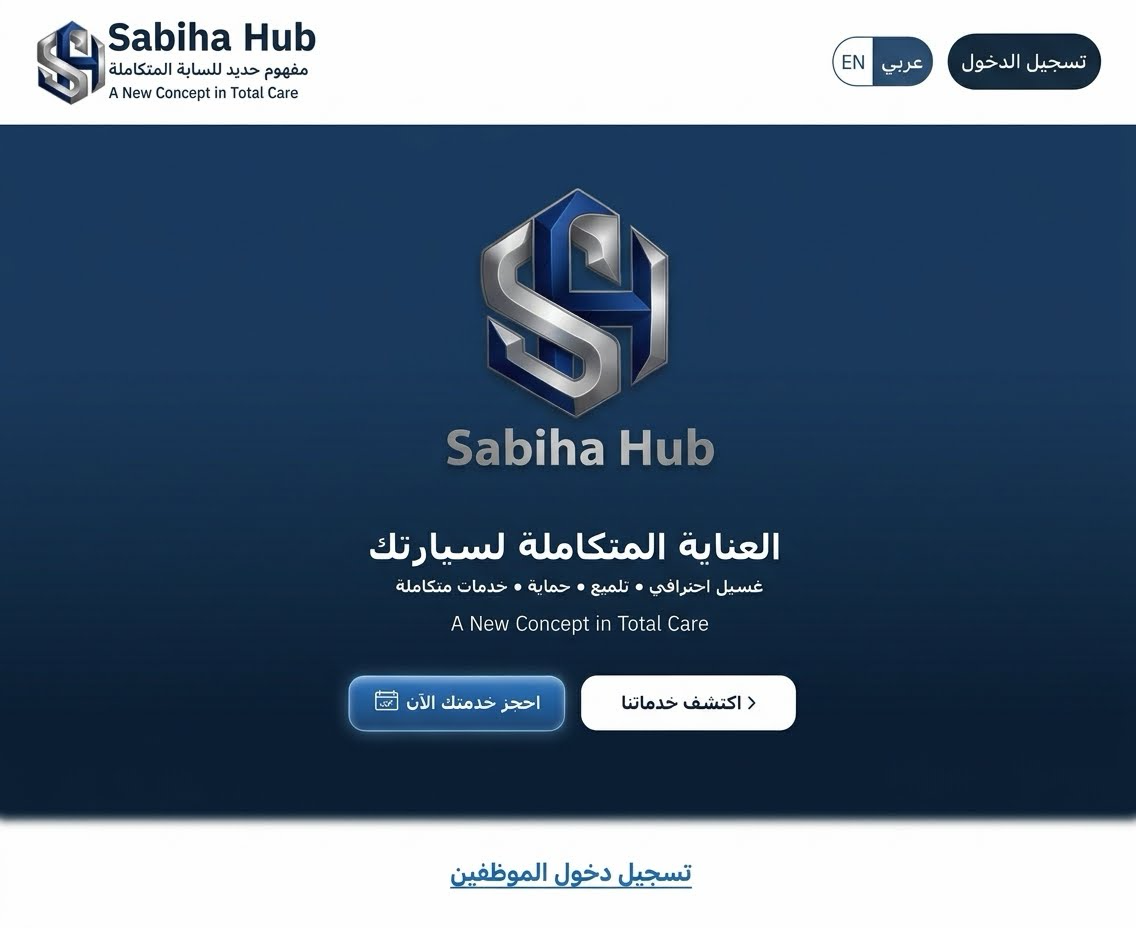 Sabiha Hub
مفهوم حديد للسابة المتكاملة
A New Concept in Total Care
EN
عربي
تسجيل الدخول
Sabiha Hub
العناية المتكاملة لسيارتك
غسيل احترافي • تلميع • حماية • خدمات متكاملة
A New Concept in Total Care
احجز خدمتك الآن
اكتشف خدماتنا
تسجيل دخول الموظفين